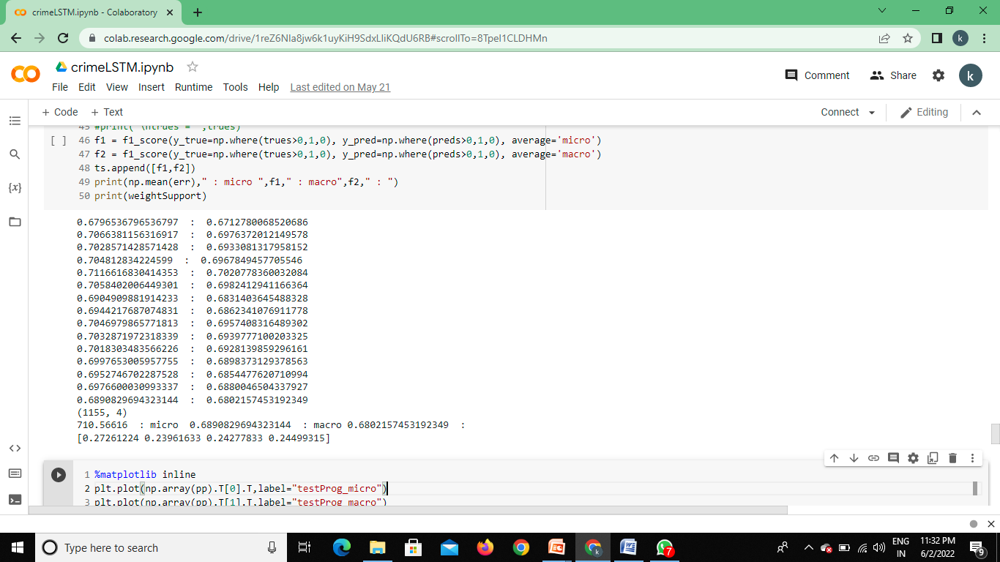 crimeLSTM.ipynb - Colaboratory
colab.research.google.com/drive/1reZ6Nla8jw6k1uyKiH9SdxLIiKQdU6RB#scrollTo=8TpeI1CLDHMn
k
crimeLSTM.ipynb
Comment
Share
k
File Edit View Insert Runtime Tools Help Last edited on May 21
+ Code + Text
Connect
Editing
45 #print( \ntrues = ,trues)
[ ] 46 f1 = f1_score(y_true=np.where(trues>0,1,0), y_pred=np.where(preds>0,1,0), average='micro')
47 f2 = f1_score(y_true=np.where(trues>0,1,0), y_pred=np.where(preds>0,1,0), average='macro')
48 ts.append([f1,f2])
49 print(np.mean(err)," : micro ",f1," : macro",f2," : ")
50 print(weightSupport)
{x}
0.6796536796536797 : 0.6712780068520686
0.7066381156316917 : 0.6976372012149578
0.7028571428571428 : 0.6933081317958152
0.704812834224599 : 0.6967849457705546
0.7116616830414353 : 0.7020778360032084
0.7058402006449301 : 0.6982412941166364
0.6904909881914233 : 0.6831403645488328
0.6944217687074831 : 0.6862341076911778
0.7046979865771813 : 0.6957408316489302
0.7032871972318339 : 0.6939777100203325
0.7018303483566226 : 0.6928139859296161
0.6997653005957755 : 0.6898373129378563
0.6952746702287528 : 0.6854477620710994
0.6976600030993337 : 0.6880046504337927
0.6890829694323144 : 0.6802157453192349
(1155, 4)
710.56616 : micro 0.6890829694323144 : macro 0.6802157453192349 :
[0.27261224 0.23961633 0.24277833 0.24499315]
1 %matplotlib inline
2 plt.plot(np.array(pp).T[0].T,label="testProg_micro")
3 plt.plot(np.array(pp).T[1].T,label="testProg_macro")
Type here to search
k
7
ENG
IN
11:32 PM
6/2/2022
9